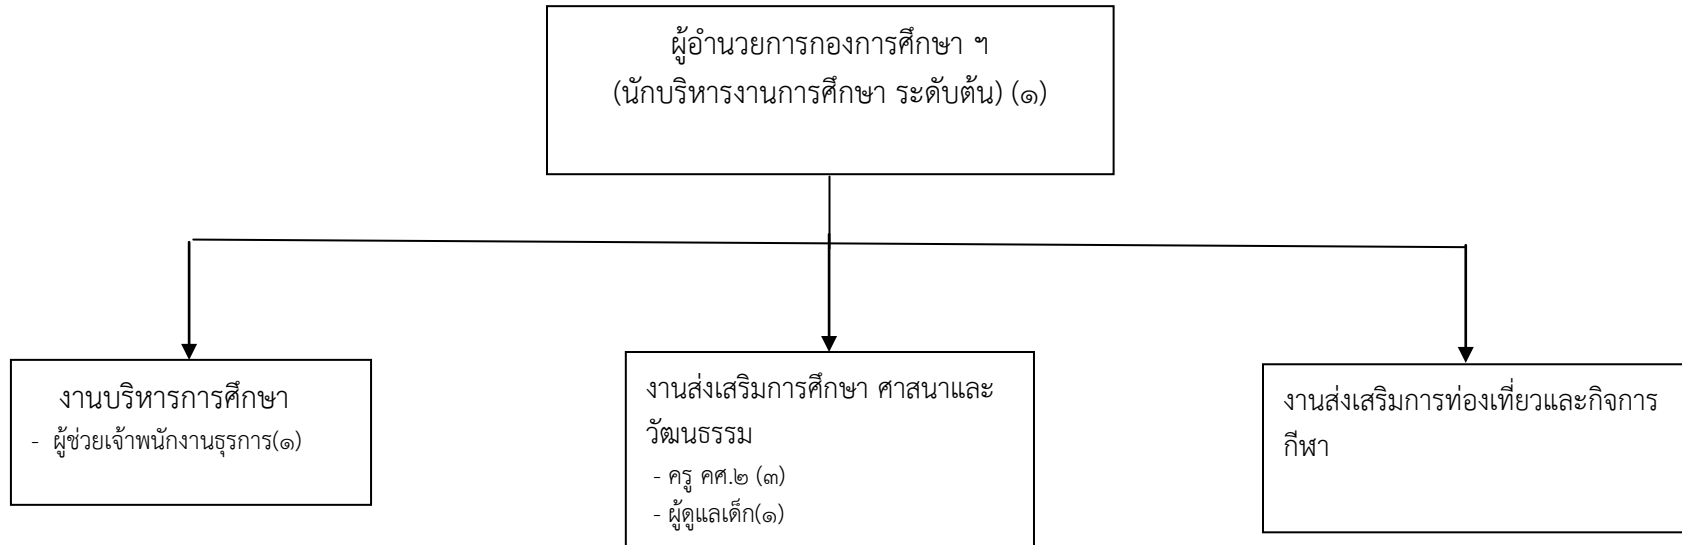 ผู้อำนวยการกองการศึกษา ฯ
(นักบริหารงานการศึกษา ระดับต้น) (๑)
งานบริหารการศึกษา
- ผู้ช่วยเจ้าพนักงานธุรการ(๑)
งานส่งเสริมการศึกษา ศาสนาและ
วัฒนธรรม
- ครู คศ.๒ (๓)
- ผู้ดูแลเด็ก(๑)
งานส่งเสริมการท่องเที่ยวและกิจการ
กีฬา